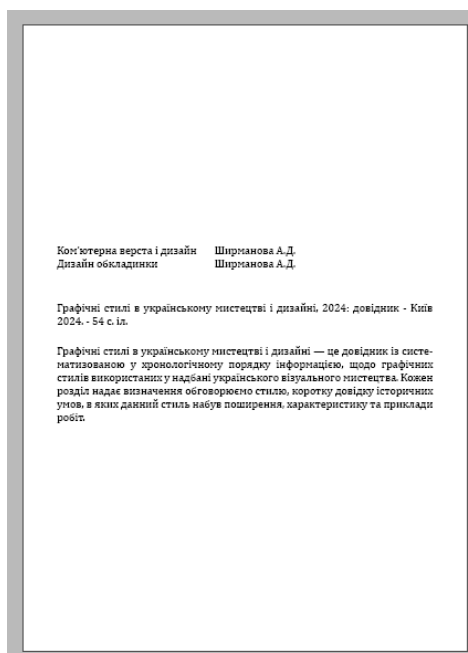 Ком'ютерна верста і дизайн Ширманова А.Д.
Дизайн обкладинки Ширманова А.Д.
Графічні стилі в українському мистецтві і дизайні, 2024: довідник - Київ
2024. - 54 с. іл.
Графічні стилі в українському мистецтві і дизайні — це довідник із систе-
матизованою у хронологічному порядку інформацією, щодо графічних
стилів використаних у надбані українського візуального мистецтва. Кожен
розділ надає визначення обговорюємо стилю, коротку довідку історичних
умов, в яких данний стиль набув поширення, характеристику та приклади
робіт.